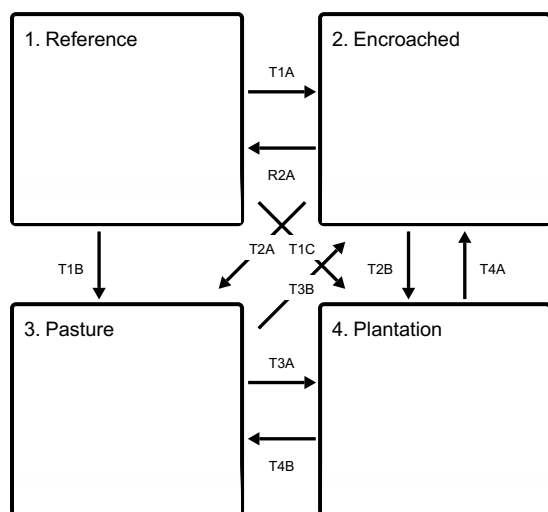 1. Reference
2. Encroached
T1A
R2A
T2A
T1C
T1B
T2B
T4A
T3B
3. Pasture
4. Plantation
T3A
T4B